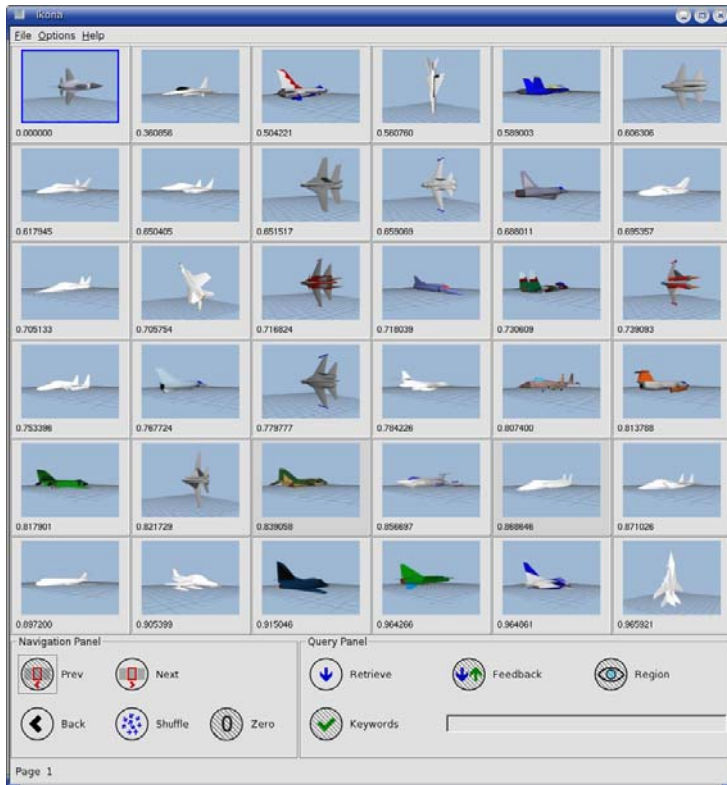 Ikona
File Options Help
0.000000 0.360856 0.504221 0.560760 0.589003 0.606306
0.617945 0.650405 0.651517 0.659069 0.688011 0.695357
0.705133 0.705754 0.716824 0.718039 0.730609 0.739093
0.753396 0.767724 0.779777 0.784226 0.807400 0.813788
0.817901 0.821729 0.839058 0.856697 0.868646 0.871026
0.897200 0.905399 0.915046 0.964266 0.964861 0.965921
Navigation Panel Query Panel
Prev Next Retrieve Feedback Region
Back Shuffle 0 Zero Keywords
Page 1